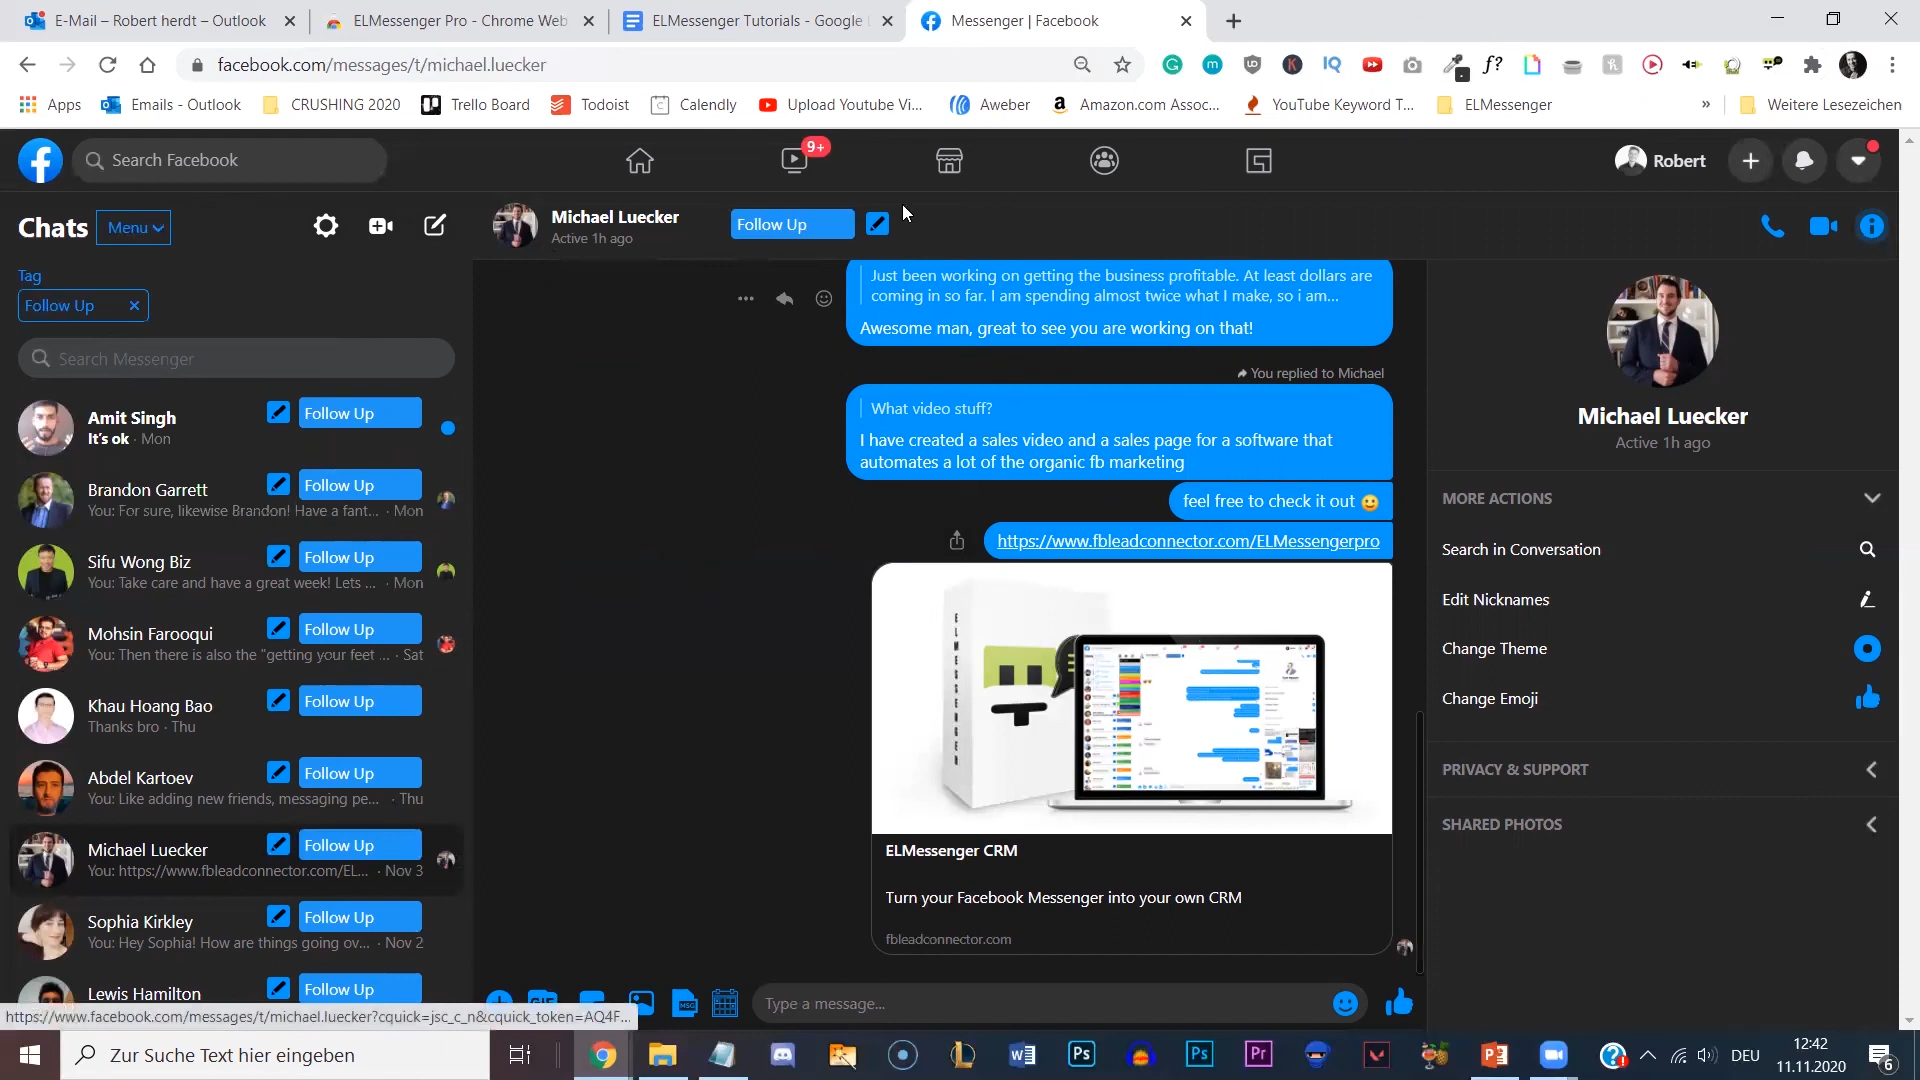 E-Mail – Robert herdt – Outlook
ELMessenger Pro - Chrome Web
ELMessenger Tutorials - Google
Messenger | Facebook
facebook.com/messages/t/michael.luecker
Apps
Emails - Outlook
CRUSHING 2020
Trello Board
Todoist
Calendly
Upload Youtube Vi...
Aweber
Amazon.com Assoc...
YouTube Keyword T...
ELMessenger
»
Weitere Lesezeichen
Search Facebook
9+
Robert
Chats
Menu
Michael Luecker
Active 1h ago
Follow Up
Tag
Follow Up
Search Messenger
Amit Singh
Follow Up
It's ok · Mon
Brandon Garrett
Follow Up
You: For sure, likewise Brandon! Have a fant... · Mon
Sifu Wong Biz
Follow Up
You: Take care and have a great week! Lets ... · Mon
Mohsin Farooqui
Follow Up
You: Then there is also the "getting your feet ... · Sat
Khau Hoang Bao
Follow Up
Thanks bro · Thu
Abdel Kartoev
Follow Up
You: Like adding new friends, messaging pe... · Thu
Michael Luecker
Follow Up
You: https://www.fbleadconnector.com/EL... · Nov 3
Sophia Kirkley
Follow Up
You: Hey Sophia! How are things going ov... · Nov 2
Lewis Hamilton
Follow Up
https://www.facebook.com/messages/t/michael.luecker?cquick=jsc_c_n&cquick_token=AQ4F...
Just been working on getting the business profitable. At least dollars are
coming in so far. I am spending almost twice what I make, so i am...
Awesome man, great to see you are working on that!
You replied to Michael
What video stuff?
I have created a sales video and a sales page for a software that
automates a lot of the organic fb marketing
feel free to check it out
https://www.fbleadconnector.com/ELMessengerpro
ELMESSENGER
ELMessenger CRM
Turn your Facebook Messenger into your own CRM
fbleadconnector.com
GIF
MSG
Type a message...
Michael Luecker
Active 1h ago
MORE ACTIONS
Search in Conversation
Edit Nicknames
Change Theme
Change Emoji
PRIVACY & SUPPORT
SHARED PHOTOS
Zur Suche Text hier eingeben
DEU
12:42
11.11.2020
6